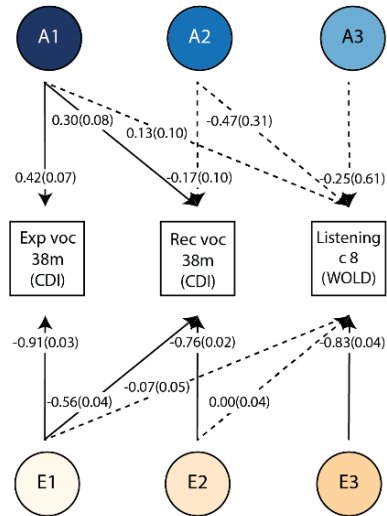 A1 A2 A3
0.30(0.08) 0.13(0.10) -0.47(0.31)
0.42(0.07) -0.17(0.10) -0.25(0.61)
Exp voc Rec voc Listening
38m 38m c 8
(CDI) (CDI) (WOLD)
-0.91(0.03) -0.76(0.02) -0.83(0.04)
-0.56(0.04) -0.07(0.05) 0.00(0.04)
E1 E2 E3